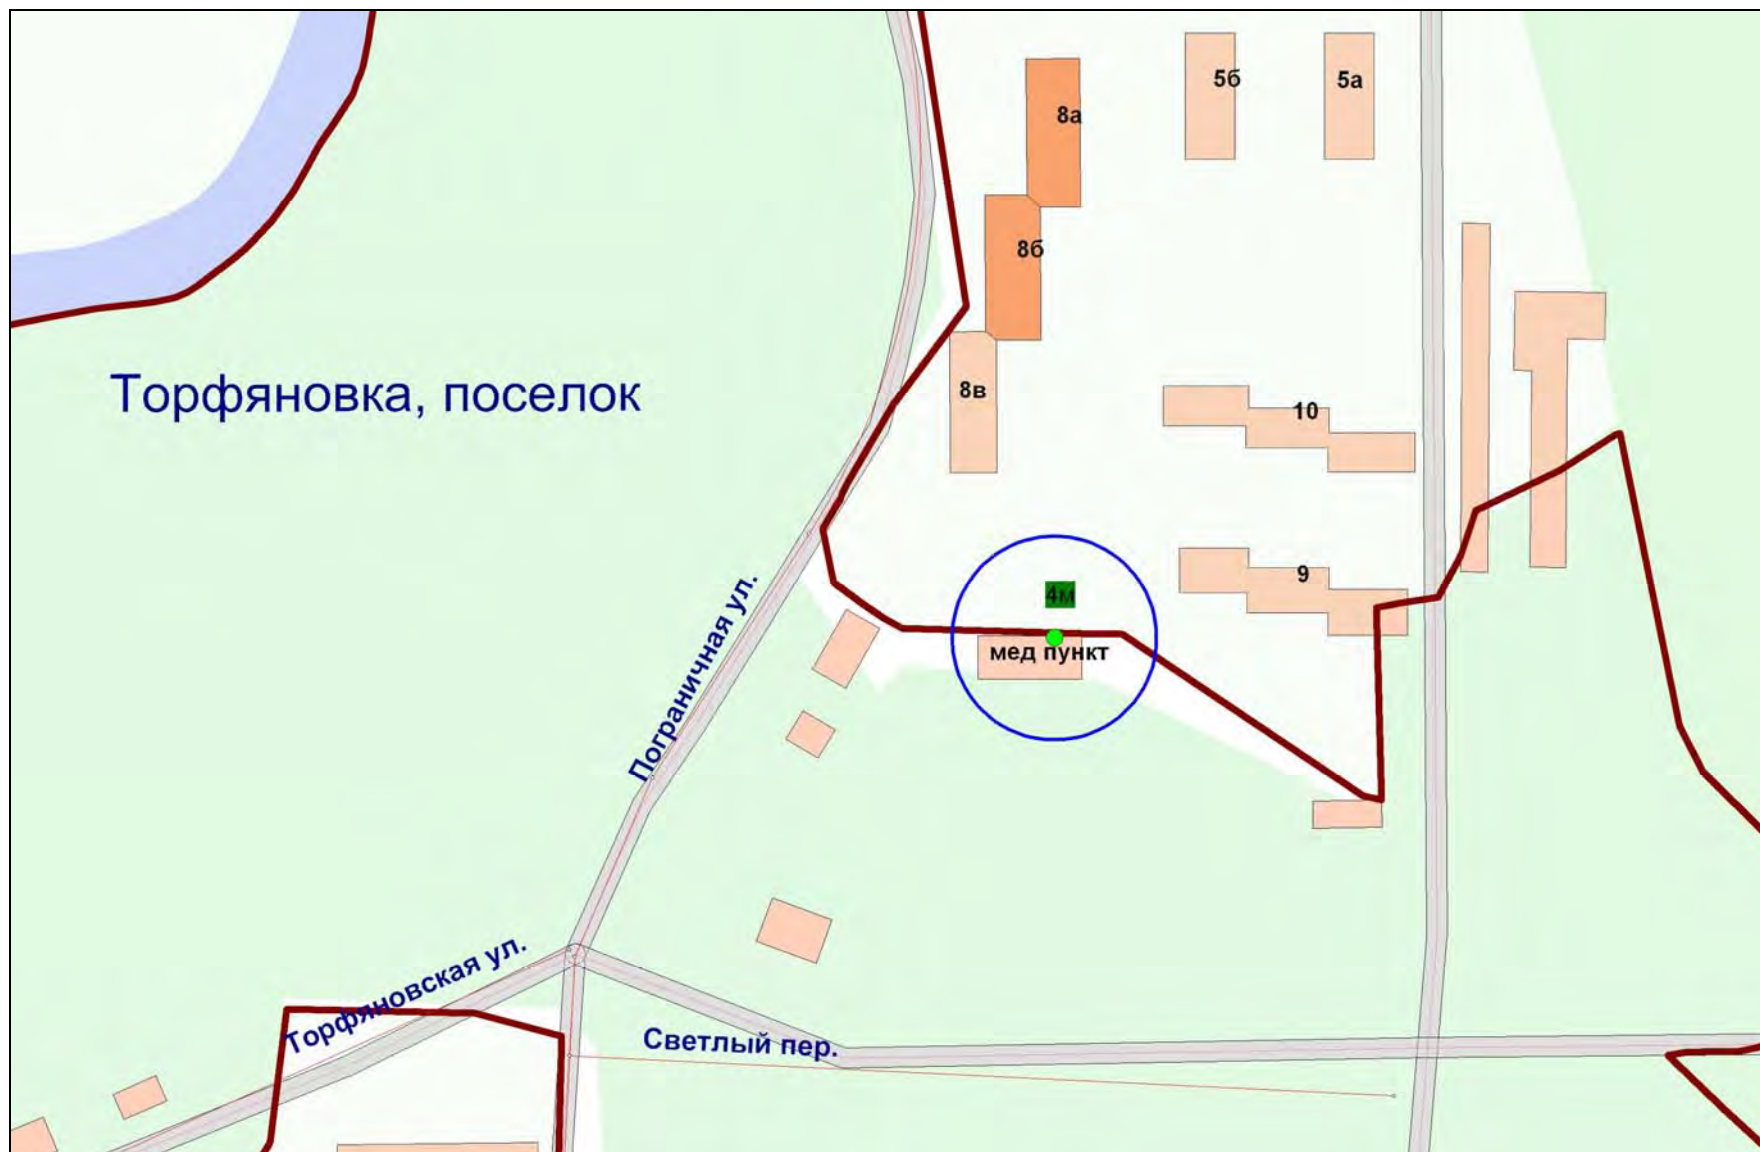 5б
5а
8а
8б
Торфяновка, поселок
8в
10
9
4м
мед пункт
Пограничная ул.
Торфяновская ул.
Светлый пер.